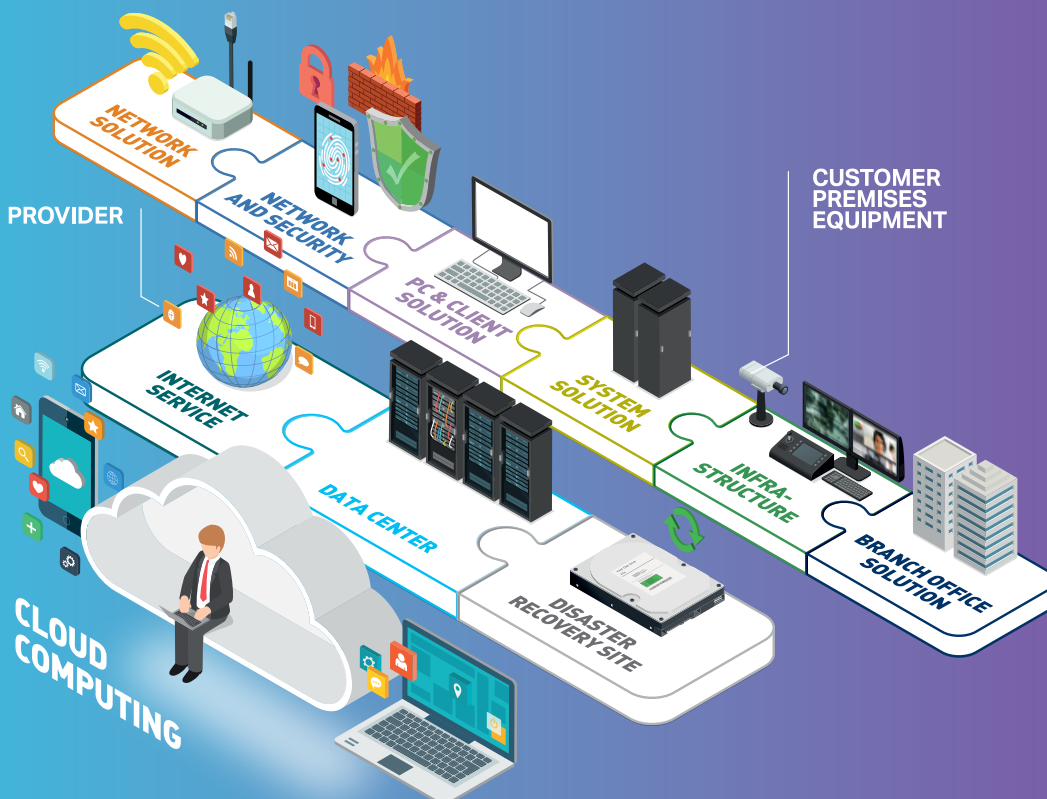 NETWORK
SOLUTION
NETWORK
AND SECURITY
PC & CLIENT
SOLUTION
SYSTEM
SOLUTION
INFRA-
STRUCTURE
BRANCH OFFICE
SOLUTION
CUSTOMER
PREMISES
EQUIPMENT
PROVIDER
INTERNET
SERVICE
DATA CENTER
DISASTER
RECOVERY SITE
CLOUD
COMPUTING